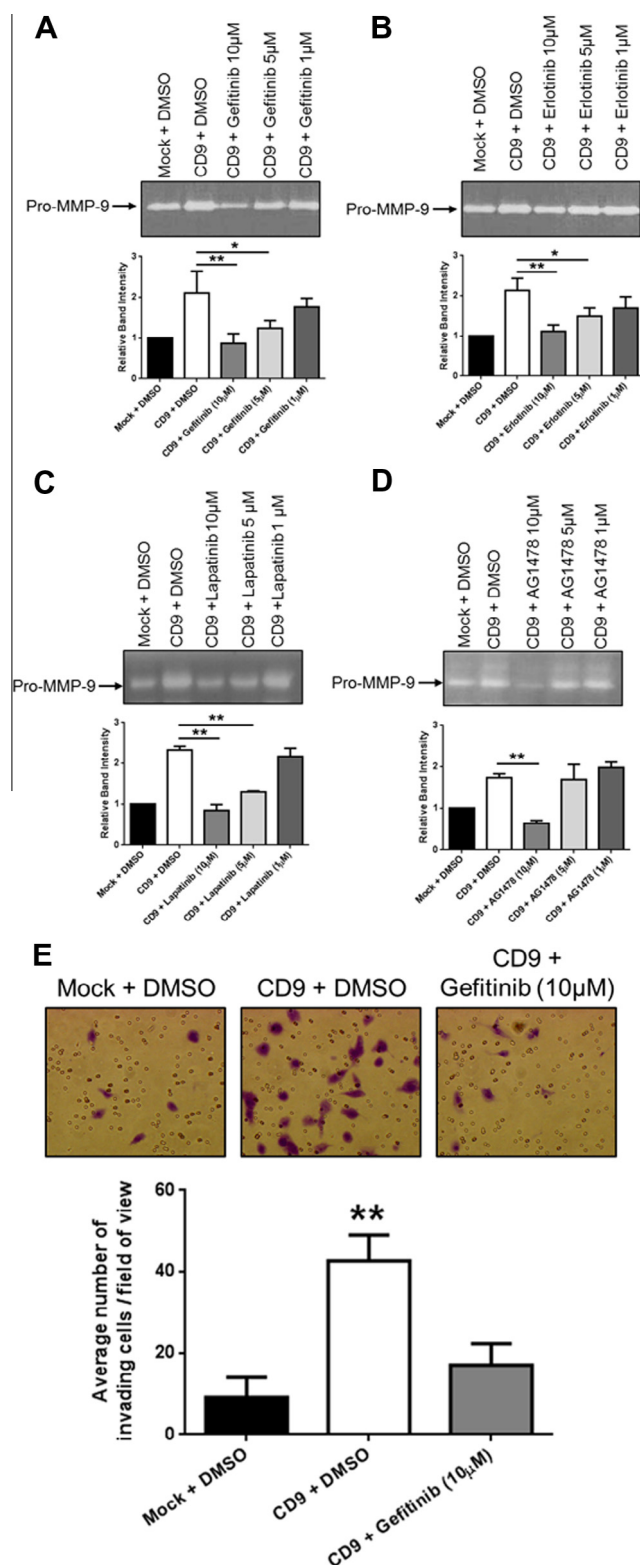 A
Mock + DMSO
CD9 + DMSO
CD9 + Gefitinib 10µM
CD9 + Gefitinib 5µM
CD9 + Gefitinib 1µM
Pro-MMP-9
Relative Band Intensity
3
2
1
0
*
**
Mock + DMSO
CD9 + DMSO
CD9 + Gefitinib (10µM)
CD9 + Gefitinib (5µM)
CD9 + Gefitinib (1µM)
B
Mock + DMSO
CD9 + DMSO
CD9 + Erlotinib 10µM
CD9 + Erlotinib 5µM
CD9 + Erlotinib 1µM
Pro-MMP-9
Relative Band Intensity
3
2
1
0
*
**
Mock + DMSO
CD9 + DMSO
CD9 + Erlotinib (10µM)
CD9 + Erlotinib (5µM)
CD9 + Erlotinib (1µM)
C
Mock + DMSO
CD9 + DMSO
CD9 +Lapatinib 10µM
CD9 + Lapatinib 5 µM
CD9 +Lapatinib 1 µM
Pro-MMP-9
Relative Band Intensity
3
2
1
0
**
**
Mock + DMSO
CD9 + DMSO
CD9 + Lapatinib (10µM)
CD9 + Lapatinib (5µM)
CD9 + Lapatinib (1µM)
D
Mock + DMSO
CD9 + DMSO
CD9 + AG1478 10µM
CD9 + AG1478 5µM
CD9 + AG1478 1µM
Pro-MMP-9
Relative Band Intensity
3
2
1
0
**
Mock + DMSO
CD9 + DMSO
CD9 + AG1478 (10µM)
CD9 + AG1478 (5µM)
CD9 + AG1478 (1µM)
E
Mock + DMSO
CD9 + DMSO
CD9 +
Gefitinib (10µM)
Average number of
invading cells / field of view
60
40
20
0
**
Mock + DMSO
CD9 + DMSO
CD9 + Gefitinib (10µM)